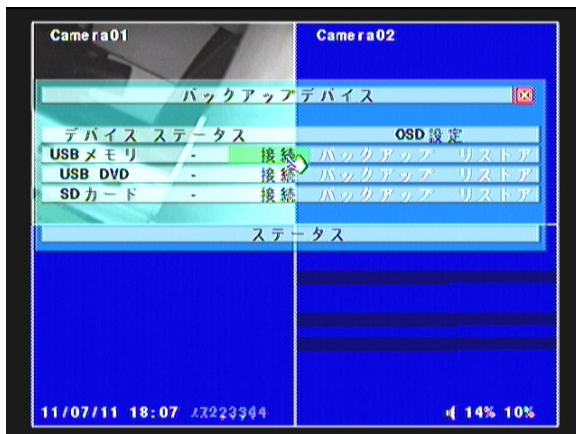 Camera01 Camera02
バックアップデバイス
デバイス ステータス OSD設定
USBメモリ - 接続 バックアップ リストア
USB DVD - 接続 バックアップ リストア
SDカード - 接続 バックアップ リストア
ステータス
11/07/11 18:07 14% 10%